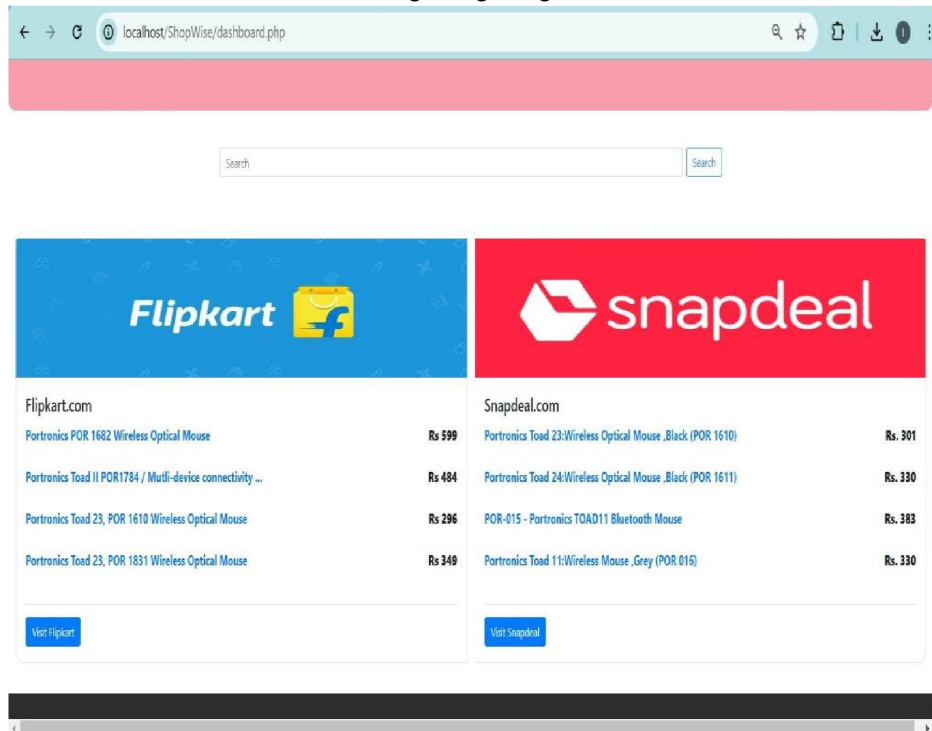 localhost/ShopWise/dashboard.php
Search Search
Flipkart
snapdeal
Flipkart.com
Portronics POR 1682 Wireless Optical Mouse Rs 599
Portronics Toad II POR1784 / Mutli-device connectivity ... Rs 484
Portronics Toad 23, POR 1610 Wireless Optical Mouse Rs 296
Portronics Toad 23, POR 1831 Wireless Optical Mouse Rs 349
Visit Flipkart
Snapdeal.com
Portronics Toad 23:Wireless Optical Mouse ,Black (POR 1610) Rs. 301
Portronics Toad 24:Wireless Optical Mouse ,Black (POR 1611) Rs. 330
POR-015 - Portronics TOAD11 Bluetooth Mouse Rs. 383
Portronics Toad 11:Wireless Mouse ,Grey (POR 016) Rs. 330
Visit Snapdeal